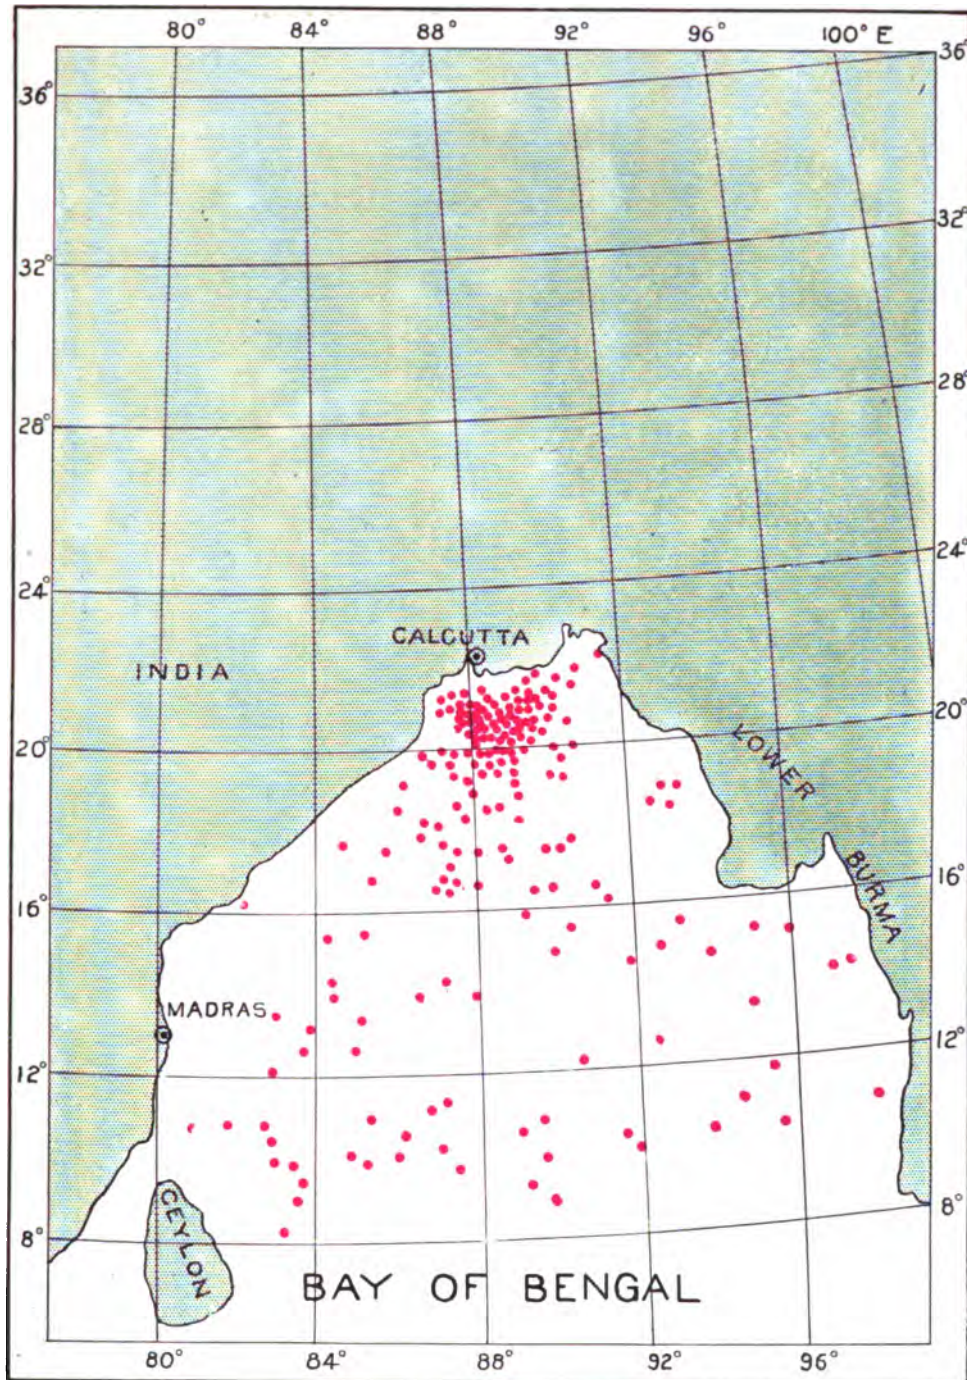 80° 84° 88° 92° 96° 100° E
36° 36°
32° 32°
28° 28°
24° 24°
CALCUTTA
INDIA
20° 20°
LOWER
BURMA
16° 16°
MADRAS
12° 12°
8° 8°
CEYLON
BAY OF BENGAL
80° 84° 88° 92° 96°